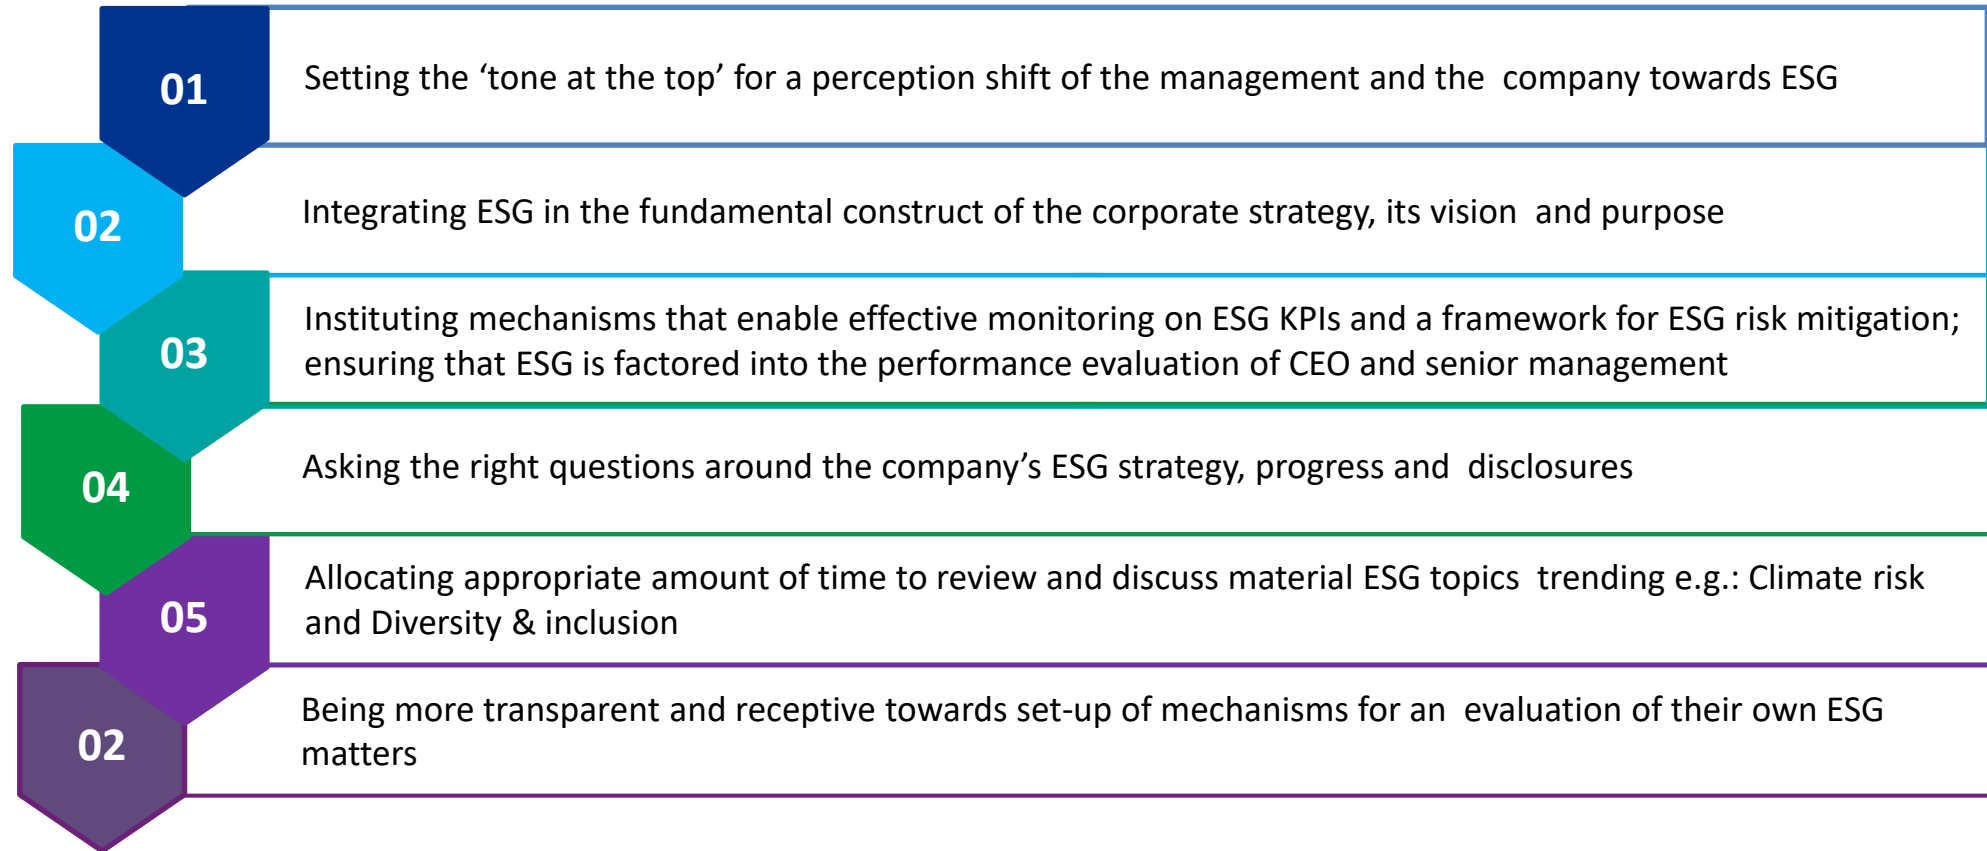 01
Setting the ‘tone at the top’ for a perception shift of the management and the company towards ESG
02
Integrating ESG in the fundamental construct of the corporate strategy, its vision and purpose
03
Instituting mechanisms that enable effective monitoring on ESG KPIs and a framework for ESG risk mitigation;
ensuring that ESG is factored into the performance evaluation of CEO and senior management
04
Asking the right questions around the company’s ESG strategy, progress and disclosures
05
Allocating appropriate amount of time to review and discuss material ESG topics trending e.g.: Climate risk
and Diversity & inclusion
02
Being more transparent and receptive towards set-up of mechanisms for an evaluation of their own ESG
matters